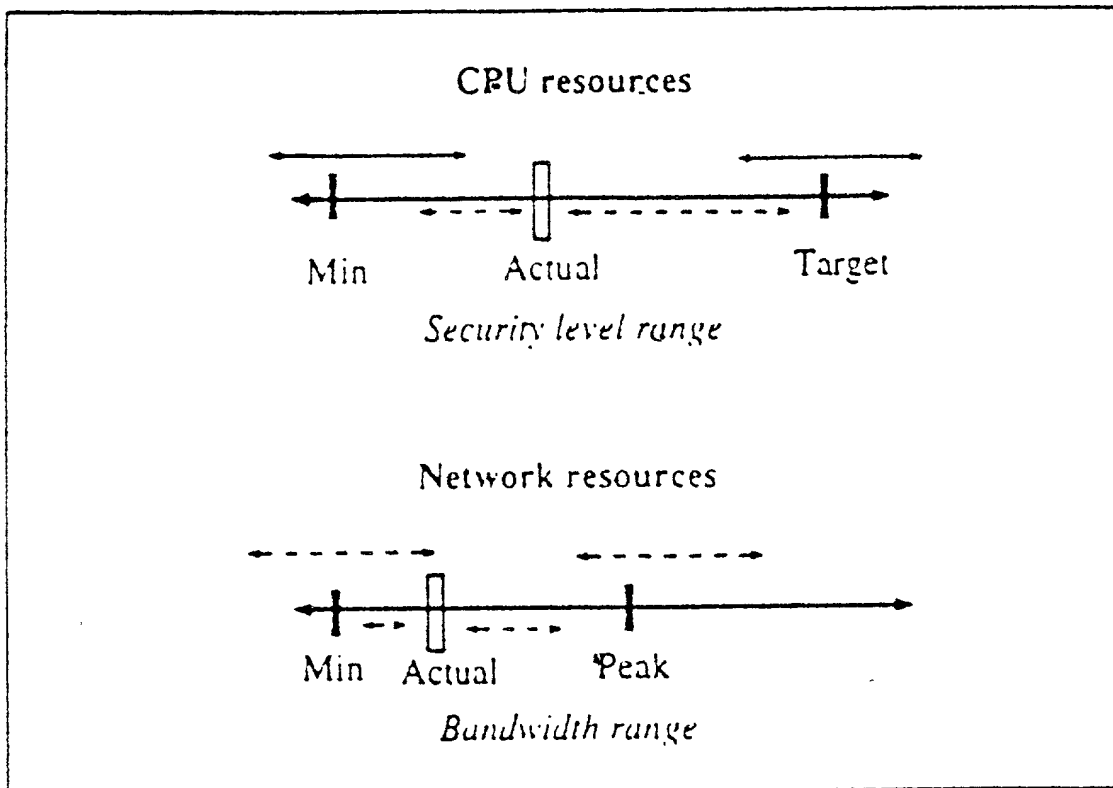 CPU resources
Min Actual Target
Security level range
Network resources
Min Actual Peak
Bandwidth range